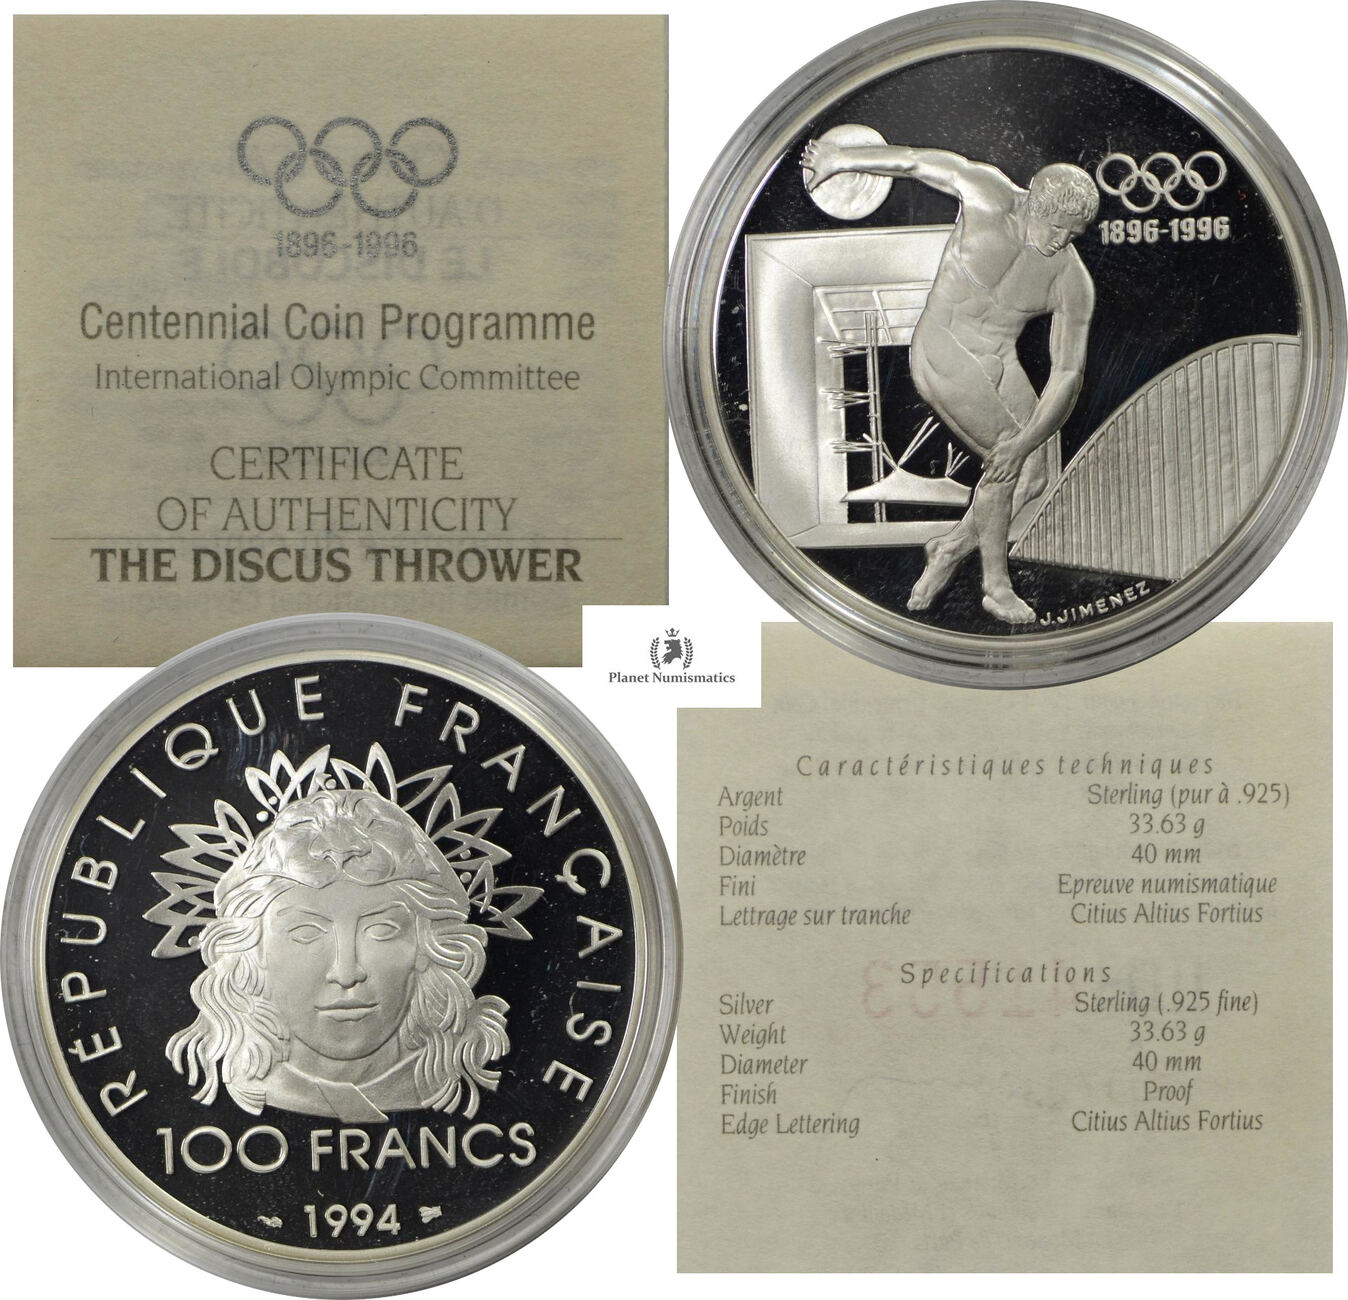 1896-1996
Centennial Coin Programme
International Olympic Committee
CERTIFICATE
OF AUTHENTICITY
THE DISCUS THROWER
1896-1996
J.JIMENEZ
Planet Numismatics
RÉPUBLIQUE FRANÇAISE
100 FRANCS
1994
Caractéristiques techniques
Argent Sterling (pur à .925)
Poids 33.63 g
Diamètre 40 mm
Fini Epreuve numismatique
Lettrage sur tranche Citius Altius Fortius
Specifications
Silver Sterling (.925 fine)
Weight 33.63 g
Diameter 40 mm
Finish Proof
Edge Lettering Citius Altius Fortius